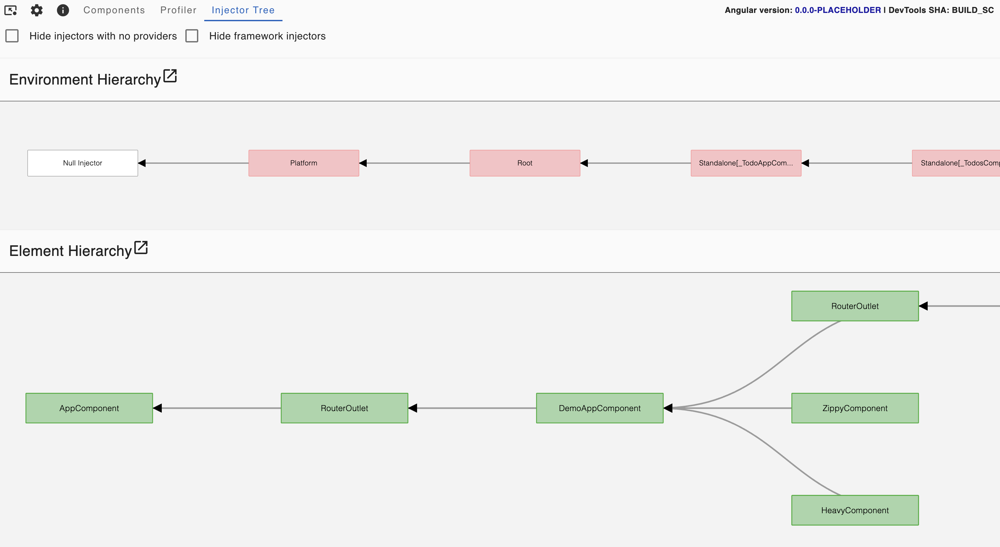 Components Profiler Injector Tree Angular version: 0.0.0-PLACEHOLDER | DevTools SHA: BUILD_SC
Hide injectors with no providers Hide framework injectors
Environment Hierarchy
Null Injector Platform Root Standalone[_TodoAppCom... Standalone[_TodosComp
Element Hierarchy
RouterOutlet
AppComponent RouterOutlet DemoAppComponent ZippyComponent
HeavyComponent